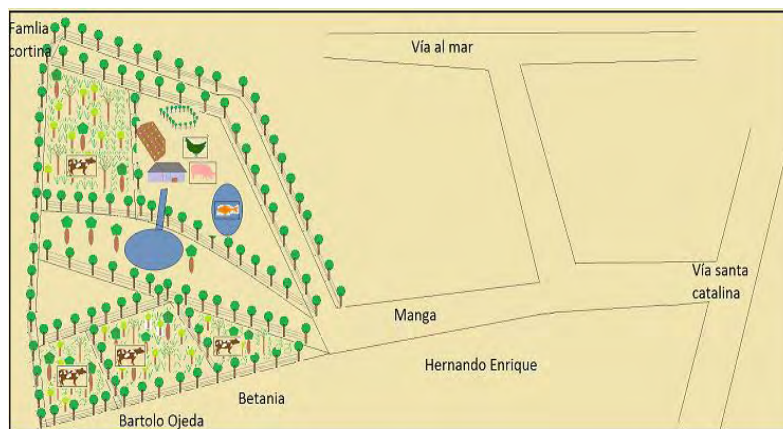 Famlia
cortina
Vía al mar
Vía santa
catalina
Manga
Hernando Enrique
Betania
Bartolo Ojeda